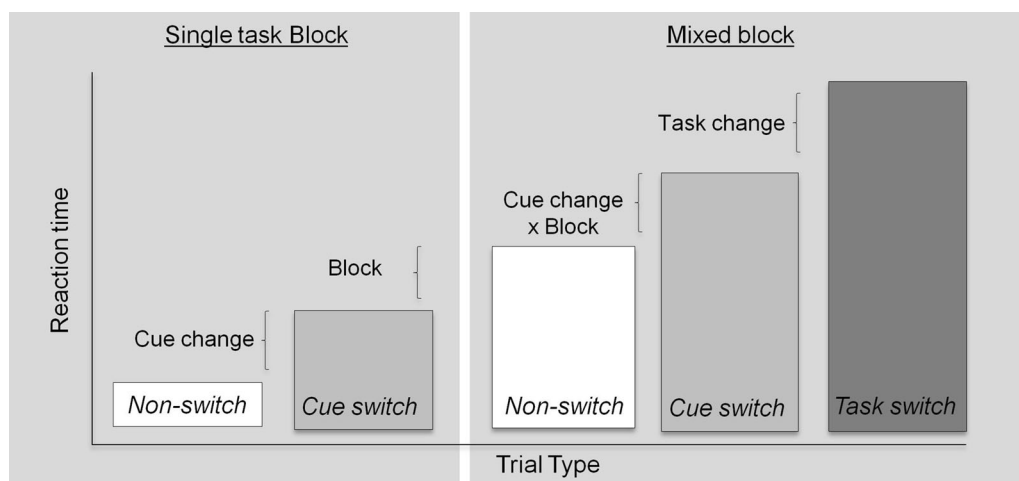 Single task Block
Mixed block
Reaction time
Task change
Cue change
x Block
Block
Cue change
Non-switch
Cue switch
Non-switch
Cue switch
Task switch
Trial Type